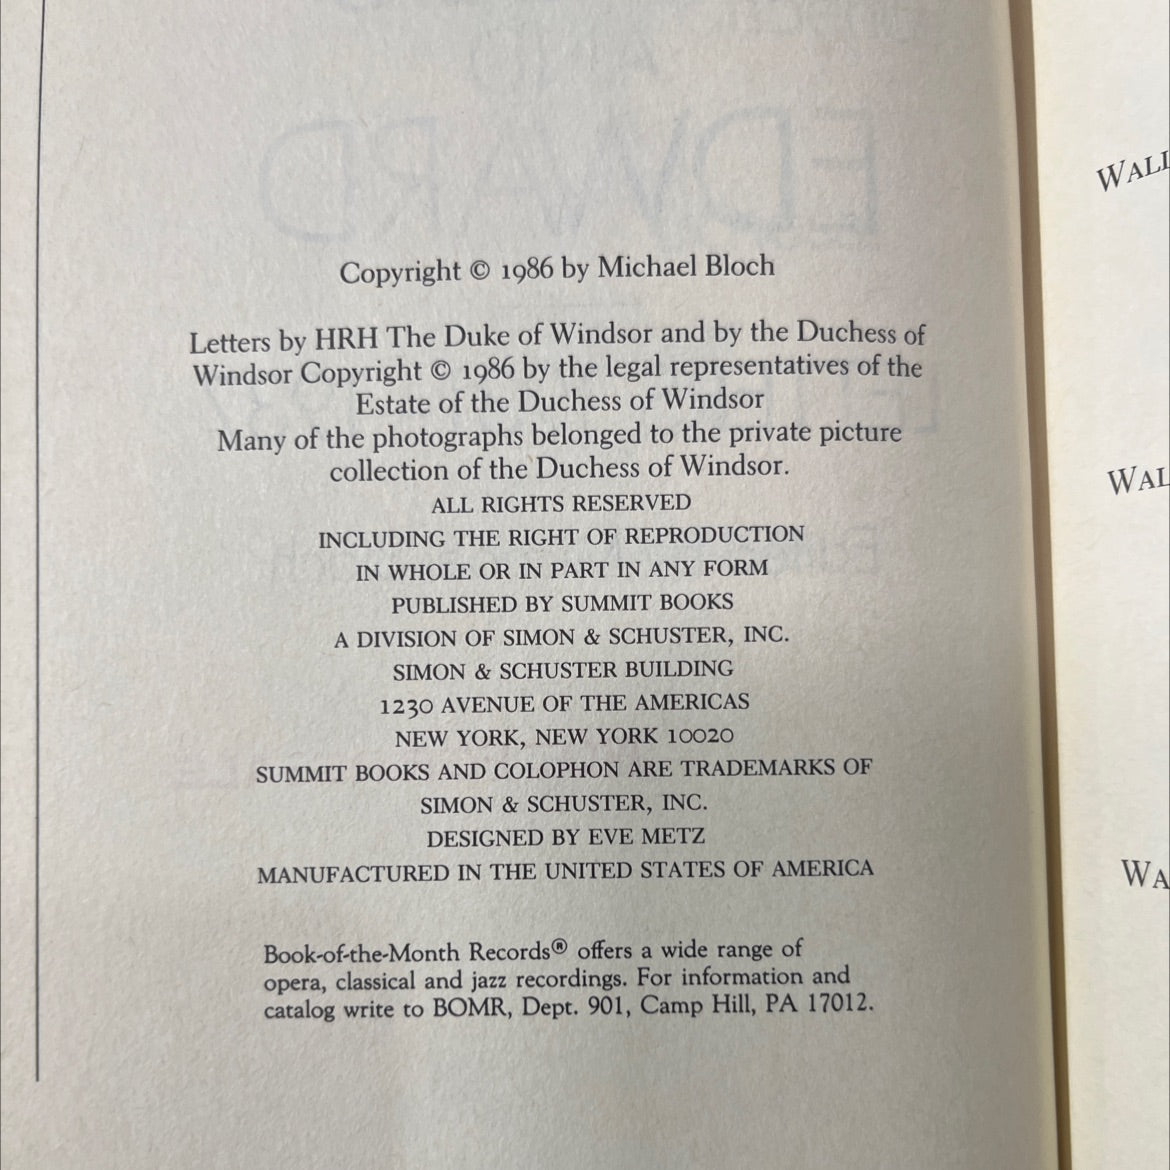 Copyright © 1986 by Michael Bloch
Letters by HRH The Duke of Windsor and by the Duchess of
Windsor Copyright © 1986 by the legal representatives of the
Estate of the Duchess of Windsor
Many of the photographs belonged to the private picture
collection of the Duchess of Windsor.
ALL RIGHTS RESERVED
INCLUDING THE RIGHT OF REPRODUCTION
IN WHOLE OR IN PART IN ANY FORM
PUBLISHED BY SUMMIT BOOKS
A DIVISION OF SIMON & SCHUSTER, INC.
SIMON & SCHUSTER BUILDING
1230 AVENUE OF THE AMERICAS
NEW YORK, NEW YORK 10020
SUMMIT BOOKS AND COLOPHON ARE TRADEMARKS OF
SIMON & SCHUSTER, INC.
DESIGNED BY EVE METZ
MANUFACTURED IN THE UNITED STATES OF AMERICA
Book-of-the-Month Records® offers a wide range of
opera, classical and jazz recordings. For information and
catalog write to BOMR, Dept. 901, Camp Hill, PA 17012.